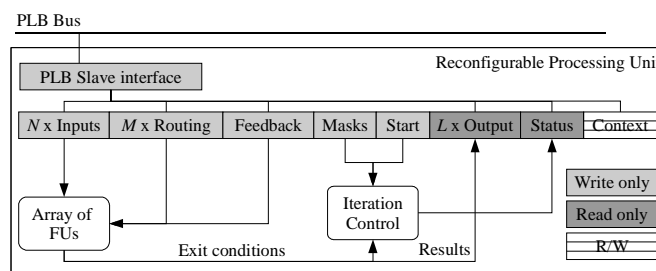 PLB Bus
Reconfigurable Processing Uni
PLB Slave interface
N x Inputs M x Routing Feedback Masks Start L x Output Status Context
Write only
Array of FUs
Iteration Control
Read only
Exit conditions Results
R/W